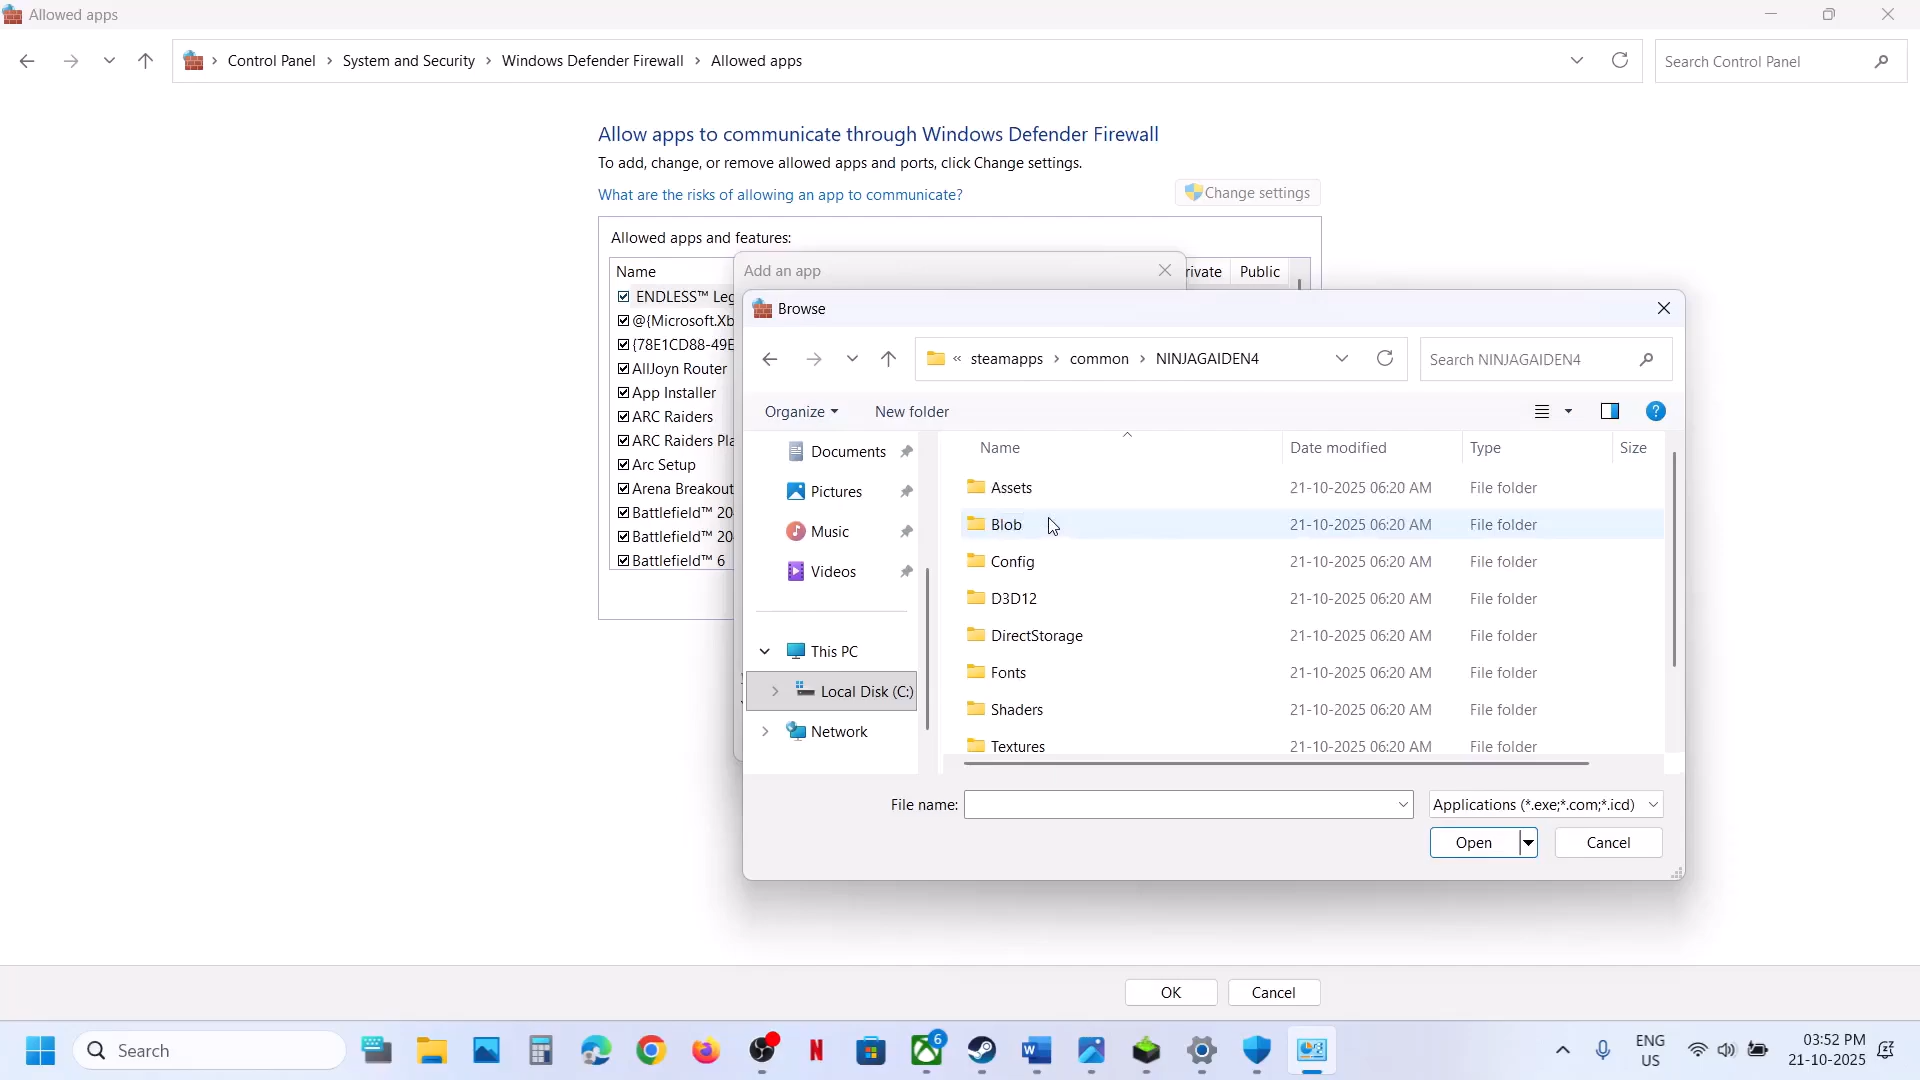 Allowed apps
Control Panel › System and Security › Windows Defender Firewall › Allowed apps
Search Control Panel
Allow apps to communicate through Windows Defender Firewall
To add, change, or remove allowed apps and ports, click Change settings.
What are the risks of allowing an app to communicate?
Change settings
Allowed apps and features:
Name
rivate
Public
ENDLESS™ Leg
@{Microsoft.Xb
{78E1CD88-49E
AllJoyn Router
App Installer
ARC Raiders
ARC Raiders Pla
Arc Setup
Arena Breakout
Battlefield™ 20
Battlefield™ 20
Battlefield™ 6
Add an app
Browse
« steamapps › common › NINJAGAIDEN4
Search NINJAGAIDEN4
Organize
New folder
Documents
Pictures
Music
Videos
This PC
Local Disk (C:)
Network
Name Date modified Type Size
Assets 21-10-2025 06:20 AM File folder
Blob 21-10-2025 06:20 AM File folder
Config 21-10-2025 06:20 AM File folder
D3D12 21-10-2025 06:20 AM File folder
DirectStorage 21-10-2025 06:20 AM File folder
Fonts 21-10-2025 06:20 AM File folder
Shaders 21-10-2025 06:20 AM File folder
Textures 21-10-2025 06:20 AM File folder
File name:
Applications (*.exe;*.com;*.icd)
Open
Cancel
OK
Cancel
Search
6
ENG
US
03:52 PM
21-10-2025